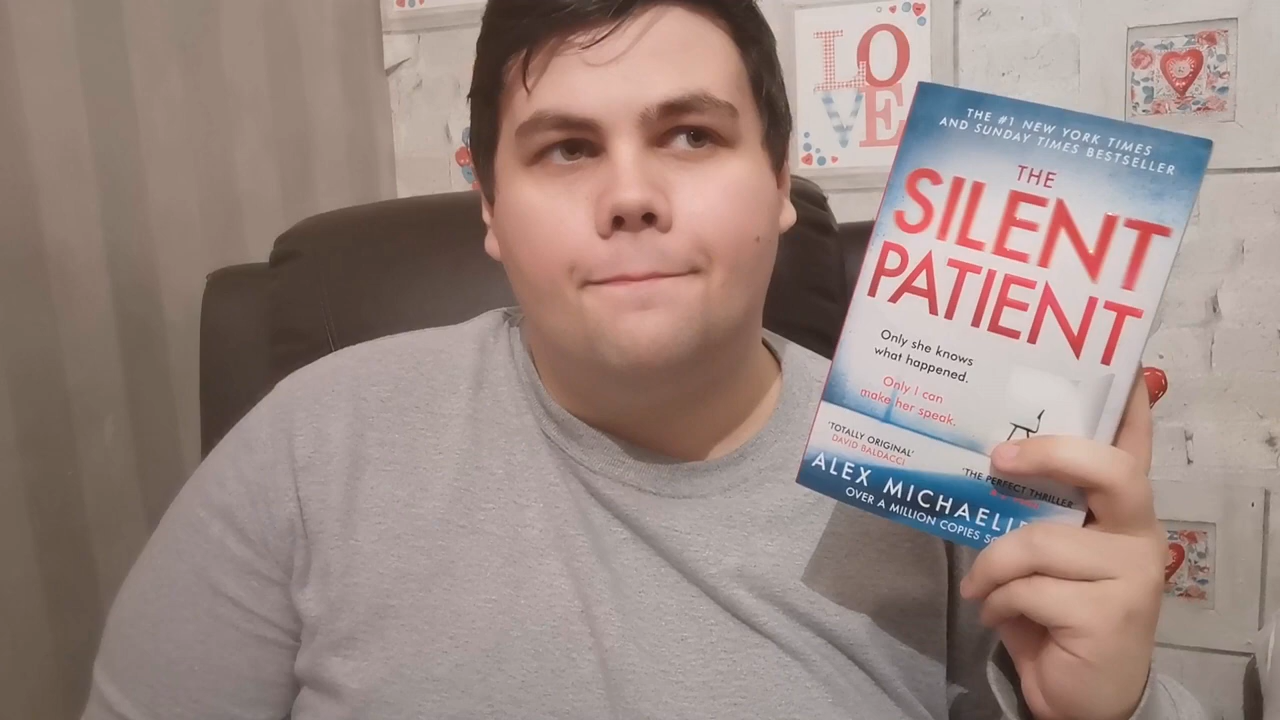 LOVE
THE #1 NEW YORK TIMES
AND SUNDAY TIMES BESTSELLER
THE
SILENT
PATIENT
Only she knows
what happened.
Only I can
make her speak.
'TOTALLY ORIGINAL'
DAVID BALDACCI
'THE PERFECT THRILLER
ALEX MICHAELI
OVER A MILLION COPIES